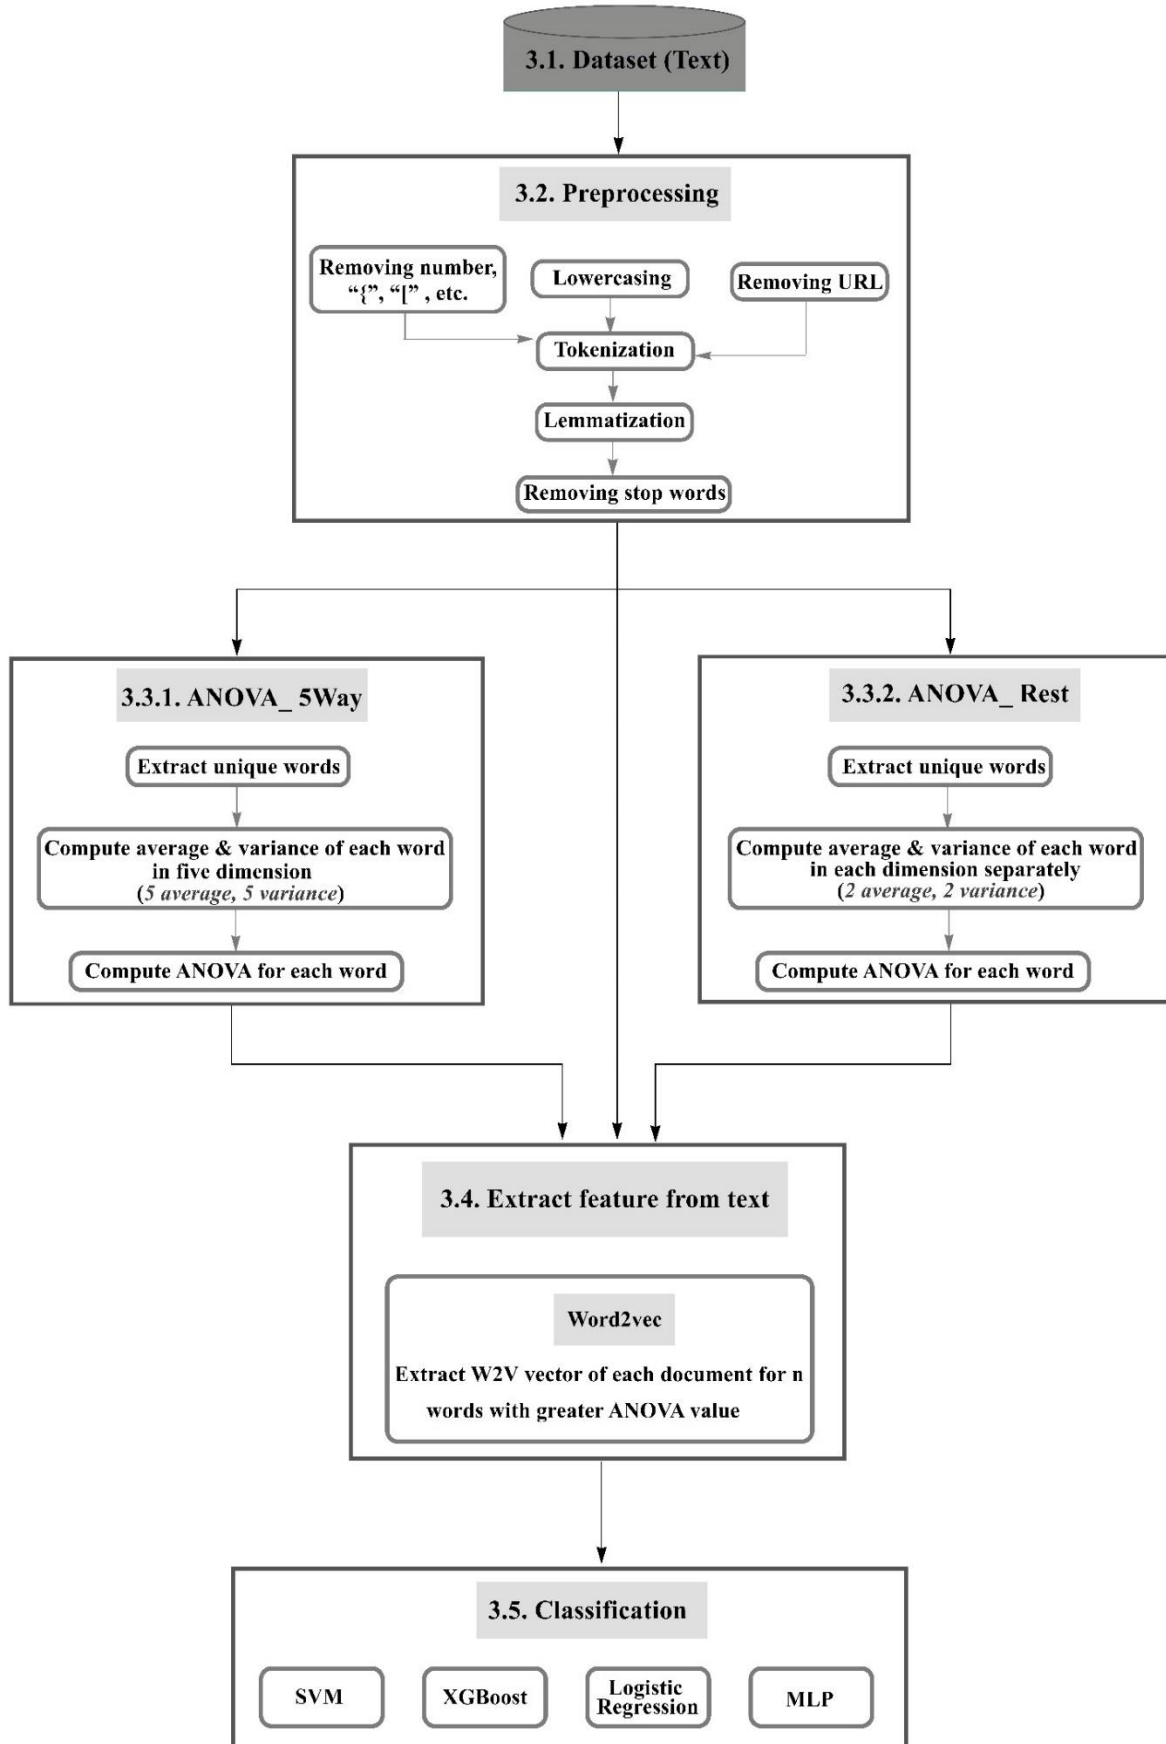 3.1. Dataset (Text)
3.2. Preprocessing
Removing number,
“{”, “[” , etc.
Lowercasing
Removing URL
Tokenization
Lemmatization
Removing stop words
3.3.1. ANOVA_ 5Way
Extract unique words
Compute average & variance of each word
in five dimension
(5 average, 5 variance)
Compute ANOVA for each word
3.3.2. ANOVA_ Rest
Extract unique words
Compute average & variance of each word
in each dimension separately
(2 average, 2 variance)
Compute ANOVA for each word
3.4. Extract feature from text
Word2vec
Extract W2V vector of each document for n
words with greater ANOVA value
3.5. Classification
SVM
XGBoost
Logistic
Regression
MLP